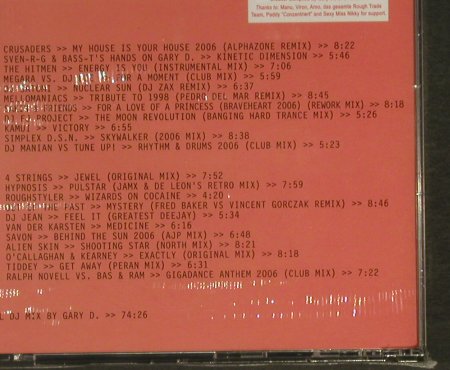 Thanks to: Manu, Viron, Arno, das gesamte Rough Trade
Team, Paddy "Conzentriert" and Sexy Miss Nikky for support.
CRUSADERS >> MY HOUSE IS YOUR HOUSE 2006 (ALPHAZONE REMIX) >> 8:22
SVEN-R-G & BASS-T'S HANDS ON GARY D. >> KINETIC DIMENSION >> 5:46
THE HITMEN >> ENERGY IS YOU (INSTRUMENTAL MIX) >> 7:06
MEGARA VS. DJ LEE >> FOR A MOMENT (CLUB MIX) >> 5:59
>> NUCLEAR SUN (DJ ZAX REMIX) >> 6:37
MELLOMANIACS > TRIBUTE TO 1998 (PEDRO DEL MAR REMIX) >> 8:45
>> FOR A LOVE OF A PRINCESS (BRAVEHEART 2006) (REWORK MIX) >> 8:18
PROJECT >> THE MOON REVOLUTION (BANGING HARD TRANCE MIX) >> 5:26
KAMUI > VICTORY >> 6:55
SIMPLEX D.S.N. >> SKYWALKER (2006 MIX) >> 8:38
DJ MANIAN VS TUNE UP! >> RHYTHM & DRUMS 2006 (CLUB MIX) >> 5:23
4 STRINGS >> JEWEL (ORIGINAL MIX) >> 7:52
HYPNOSIS >> PULSTAR (JAMX & DE LEON'S RETRO MIX) >> 7:59
ROUGHSTYLER >> WIZARDS ON COCAINE >> 4:20
THE PAST >> MYSTERY (FRED BAKER VS VINCENT GORCZAK REMIX) >> 8:46
DJ JEAN >> FEEL IT (GREATEST DEEJAY) >> 5:34
VAN DER KARSTEN >> MEDICINE >> 6:16
SAVON >> BEHIND THE SUN 2006 (AJP MIX) >> 6:48
ALIEN SKIN >> SHOOTING STAR (NORTH MIX) >> 8:21
O'CALLAGHAN & KEARNEY >> EXACTLY (ORIGINAL MIX) >> 8:18
TIDDEY >> GET AWAY (PERAN MIX) >> 6:31
RALPH NOVELL VS. BAS & RAM >> GIGADANCE ANTHEM 2006 (CLUB MIX) >> 7:22
DJ MIX BY GARY D. >> 74:26